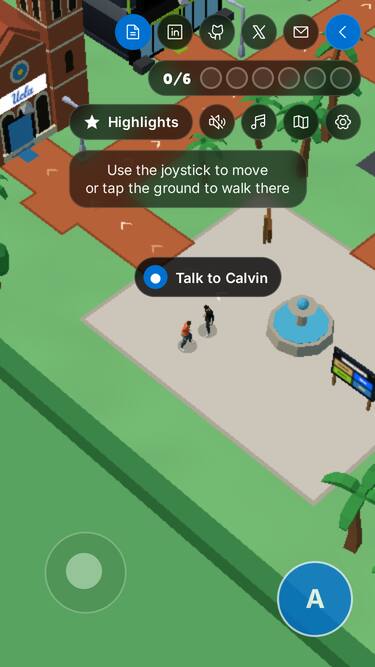 0/6
Highlights
Use the joystick to move
or tap the ground to walk there
Ucla
Talk to Calvin
A